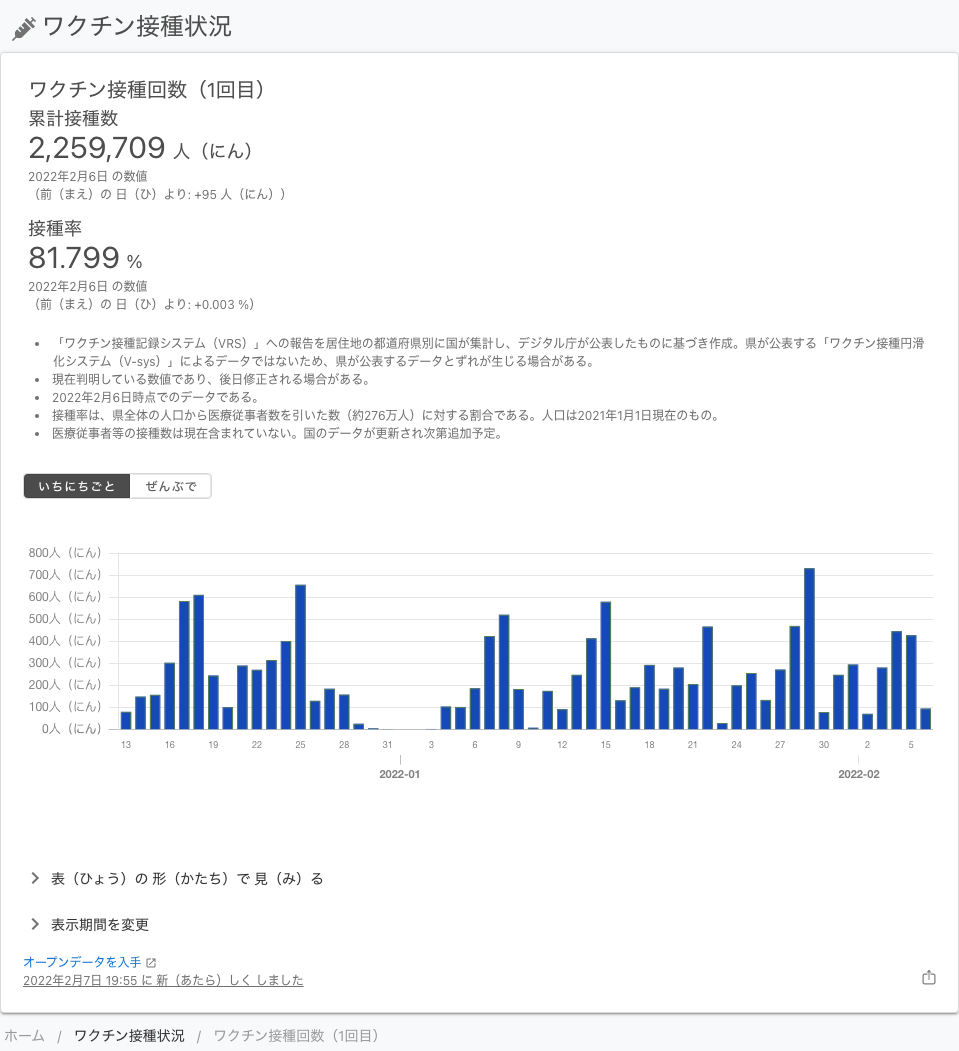 ワクチン接種状況
ワクチン接種回数（1回目）
累計接種数
2,259,709 人（にん）
2022年2月6日 の数値
（前（まえ）の 日（ひ）より: +95 人（にん））
接種率
81.799 %
2022年2月6日 の数値
（前（まえ）の 日（ひ）より: +0.003 %）
• 「ワクチン接種記録システム（VRS）」への報告を居住地の都道府県別に国が集計し、デジタル庁が公表したものに基づき作成。県が公表する「ワクチン接種円滑
化システム（V-sys）」によるデータではないため、県が公表するデータとずれが生じる場合がある。
• 現在判明している数値であり、後日修正される場合がある。
• 2022年2月6日時点でのデータである。
• 接種率は、県全体の人口から医療従事者数を引いた数（約276万人）に対する割合である。人口は2021年1月1日現在のもの。
• 医療従事者等の接種数は現在含まれていない。国のデータが更新され次第追加予定。
いちにちごと ぜんぶで
800人（にん）
700人（にん）
600人（にん）
500人（にん）
400人（にん）
300人（にん）
200人（にん）
100人（にん）
0人（にん）
13 16 19 22 25 28 31 3 6 9 12 15 18 21 24 27 30 2 5
2022-01 2022-02
表（ひょう）の 形（かたち）で 見（み）る
表示期間を変更
オープンデータを入手
2022年2月7日 19:55 に 新（あたら）しく しました
ホーム / ワクチン接種状況 / ワクチン接種回数（1回目）